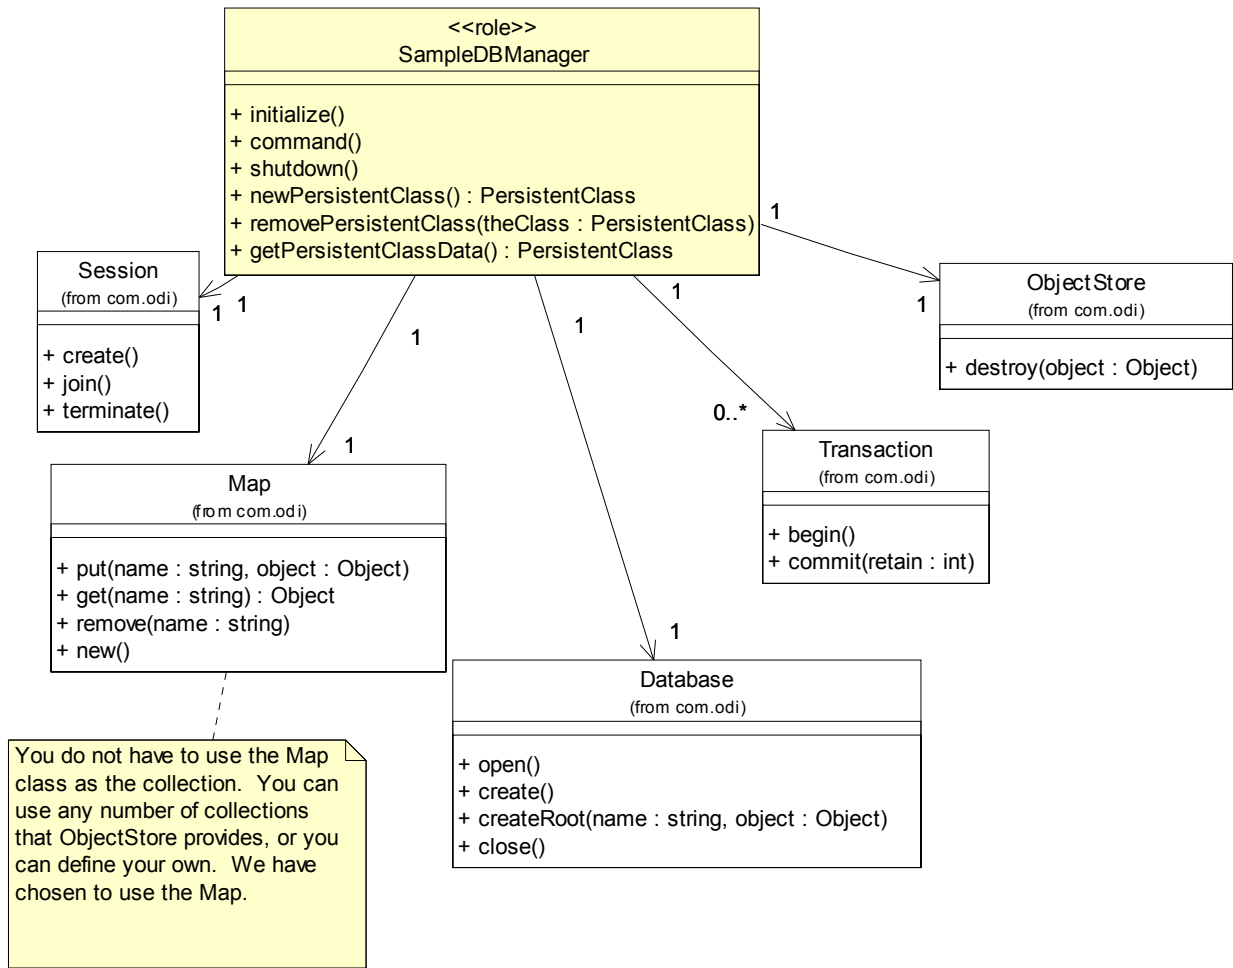 <<role>>
SampleDBManager
+ initialize()
+ command()
+ shutdown()
+ newPersistentClass() : PersistentClass
+ removePersistentClass(theClass : PersistentClass)
+ getPersistentClassData() : PersistentClass
1
1
1
1
1
1
1
1
0..*
1
Session
(from com.odi)
+ create()
+ join()
+ terminate()
ObjectStore
(from com.odi)
+ destroy(object : Object)
Map
(from com.odi)
+ put(name : string, object : Object)
+ get(name : string) : Object
+ remove(name : string)
+ new()
Transaction
(from com.odi)
+ begin()
+ commit(retain : int)
Database
(from com.odi)
+ open()
+ create()
+ createRoot(name : string, object : Object)
+ close()
You do not have to use the Map
class as the collection. You can
use any number of collections
that ObjectStore provides, or you
can define your own. We have
chosen to use the Map.